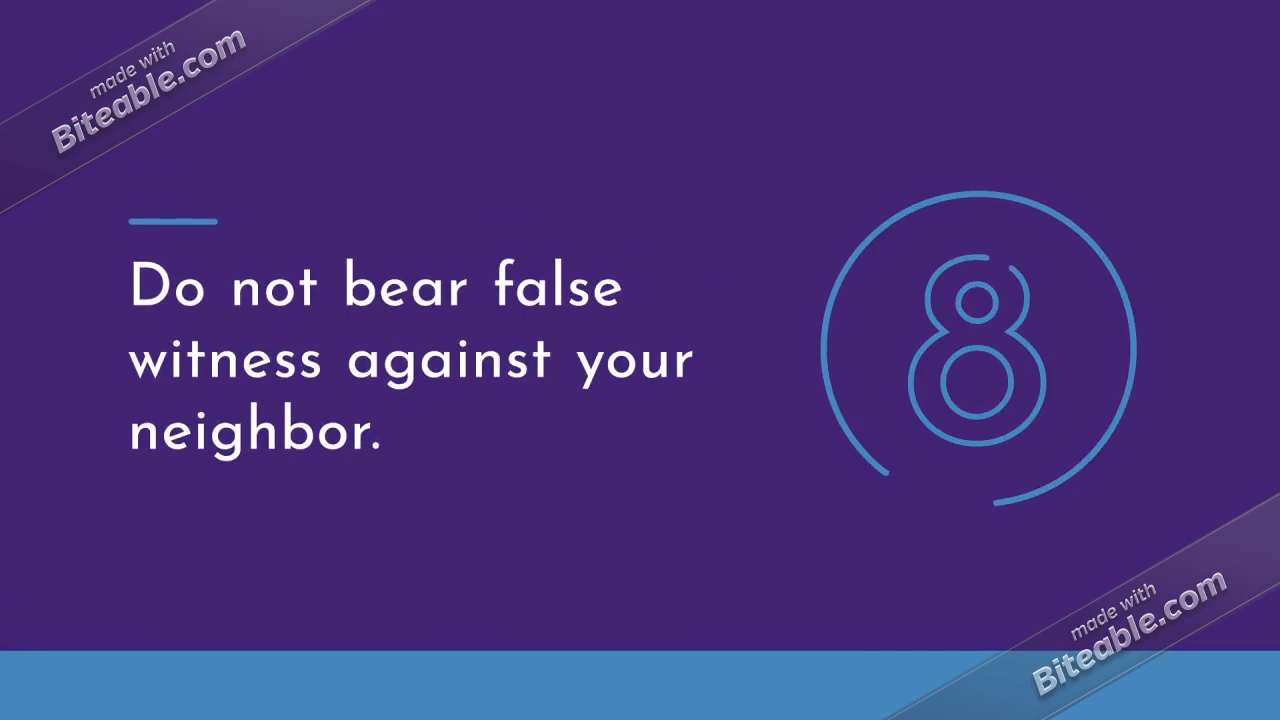 made with
Biteable.com
Do not bear false
witness against your
neighbor.
8
made with
Biteable.com